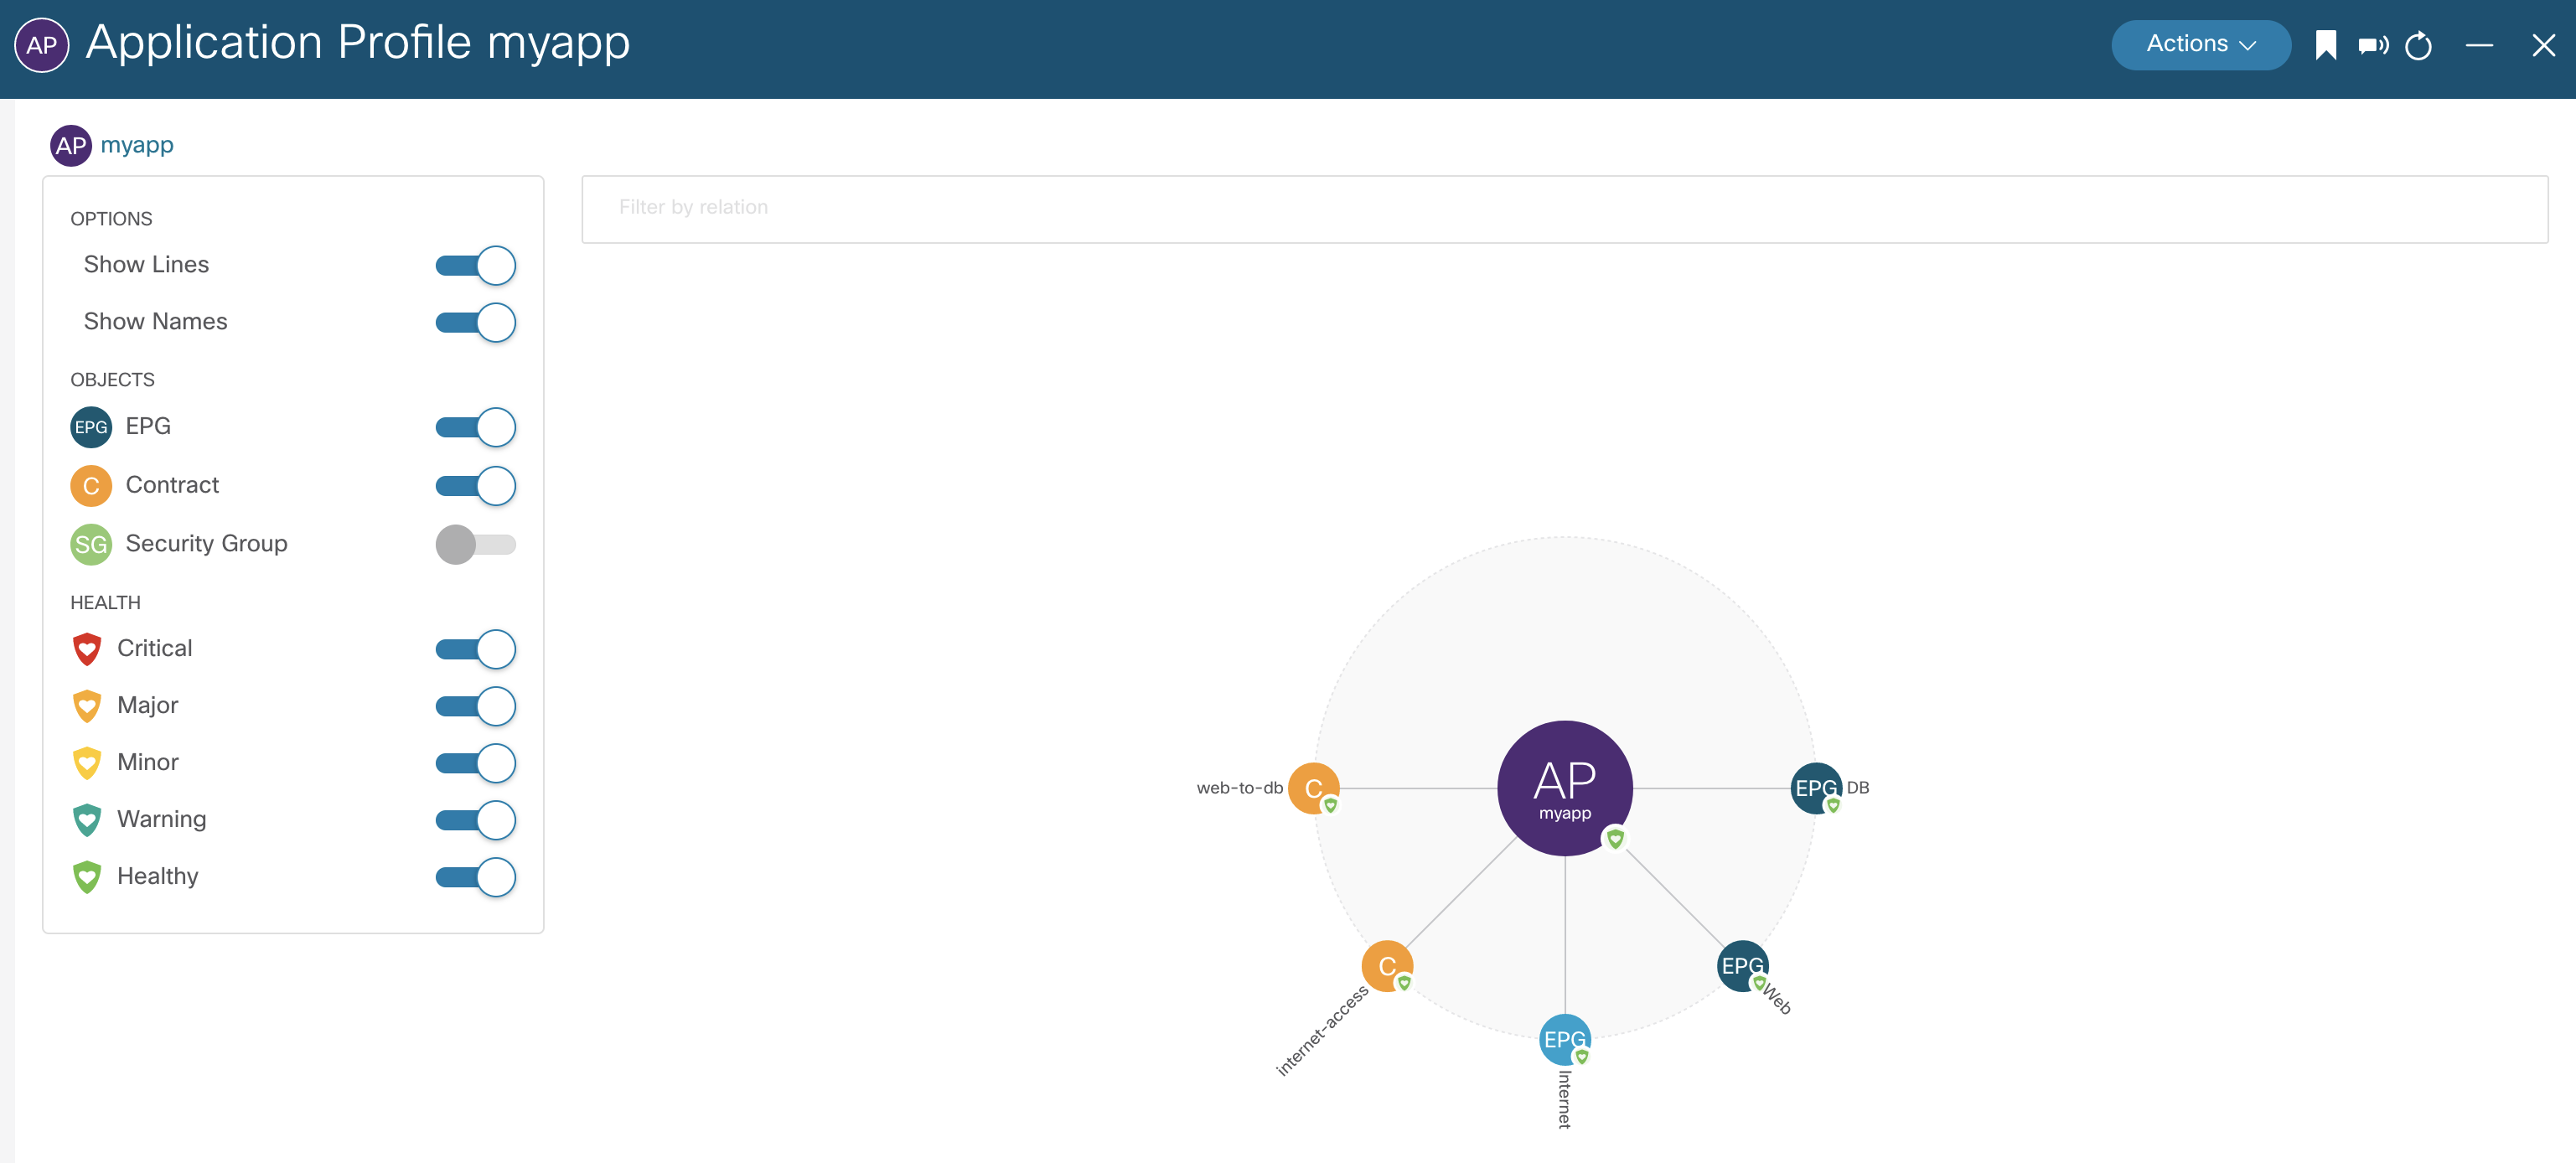 AP Application Profile myapp
Actions
AP myapp
OPTIONS
Show Lines
Show Names
OBJECTS
EPG EPG
C Contract
SG Security Group
HEALTH
Critical
Major
Minor
Warning
Healthy
Filter by relation
web-to-db C
AP
myapp
EPG DB
C
internet-access
EPG
Web
EPG
Internet